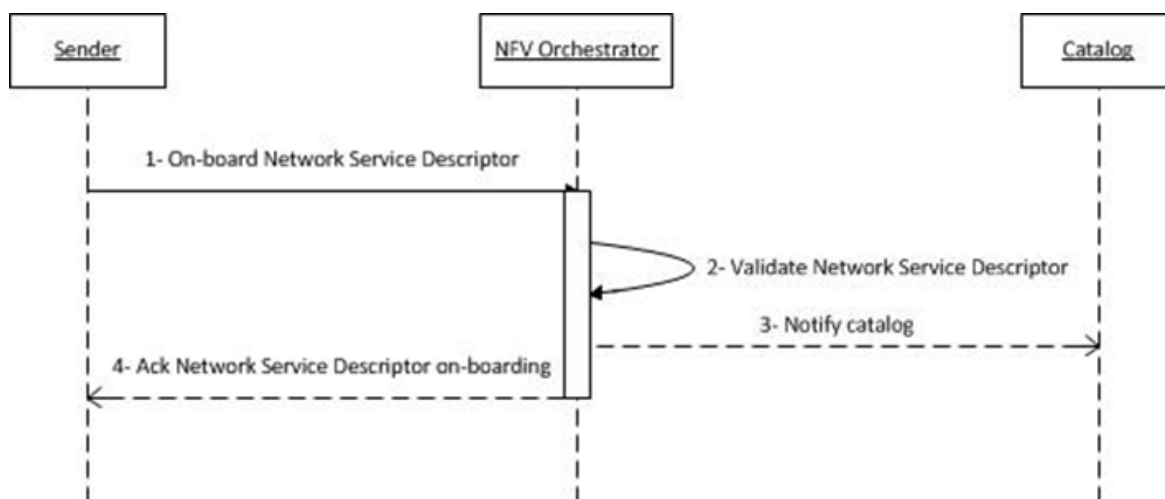 Sender
NFV Orchestrator
Catalog
1- On-board Network Service Descriptor
2- Validate Network Service Descriptor
3- Notify catalog
4- Ack Network Service Descriptor on-boarding